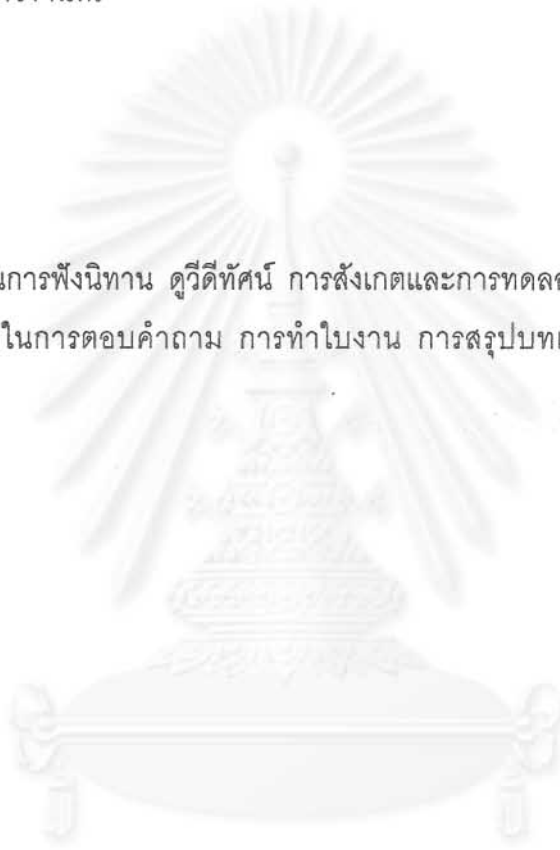 นการฟังนิทาน ดูวีดีทัศน์ การสังเกตและการทดล
ในการตอบคำถาม การทำใบงาน การสรุปบท